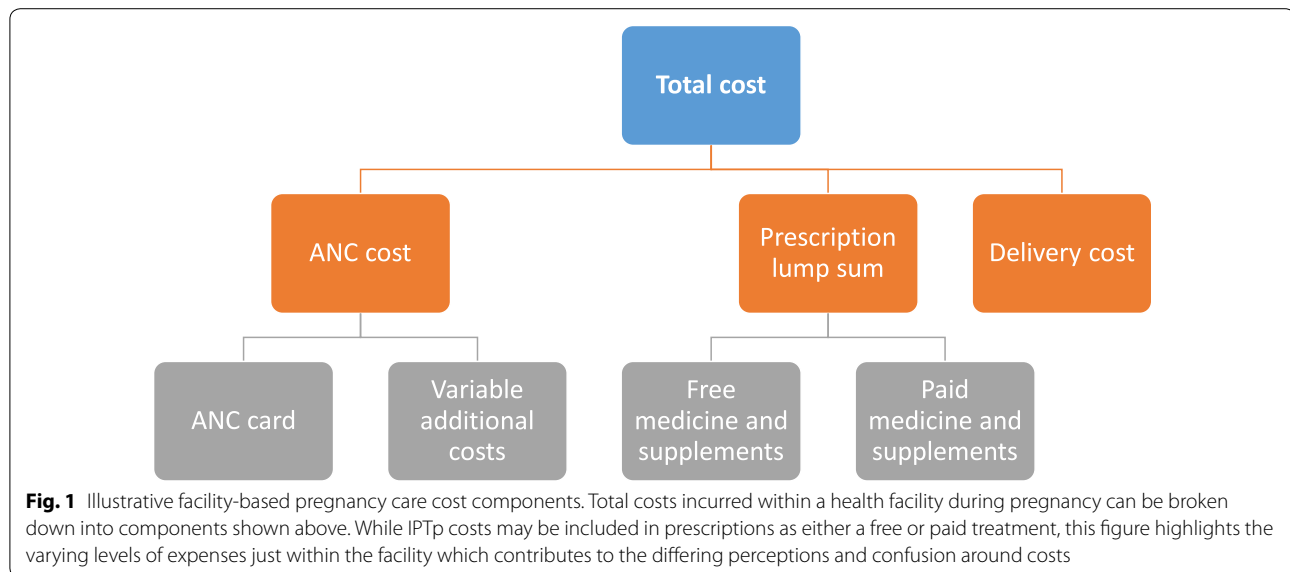 Total cost
ANC cost
Prescription
lump sum
Delivery cost
ANC card
Variable
additional
costs
Free
medicine and
supplements
Paid
medicine and
supplements
Fig. 1 Illustrative facility-based pregnancy care cost components. Total costs incurred within a health facility during pregnancy can be broken
down into components shown above. While IPTp costs may be included in prescriptions as either a free or paid treatment, this figure highlights the
varying levels of expenses just within the facility which contributes to the differing perceptions and confusion around costs